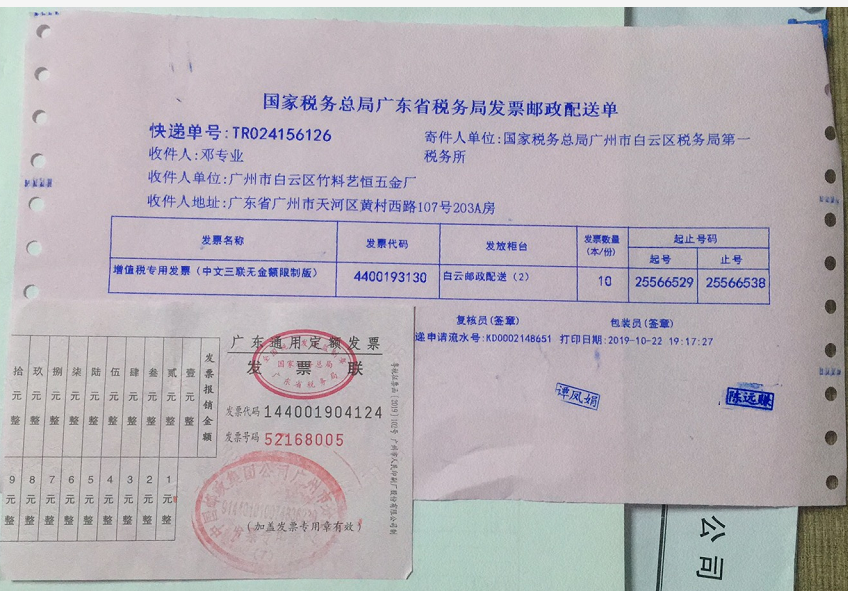 国家税务总局广东省税务局发票邮政配送单
快递单号:TR024156126
寄件人单位:国家税务总局广州市白云区税务局第一
税务所
收件人:邓专业
收件人单位:广州市白云区竹料艺恒五金厂
收件人地址:广东省广州市天河区黄村西路107号203A房
发票名称 发票代码 发放柜台 发票数量(本/份) 起止号码
起号 止号
增值税专用发票(中文三联无金额限制版) 4400193130 白云邮政配送(2) 10 25566529 25566538
复核员(签章) 包装员(签章)
递申请流水号:KD0002148651 打印日期:2019-10-22 19:17:27
谭凤娟
陈远赚
广东通用定额发票
发票联
国家税务总局
广东省税务局
发票代码 144001904124
发票号码 52168005
(加盖发票专用章有效)
发票报销金额
拾 玖 捌 柒 陆 伍 肆 叁 贰 壹
元 元 元 元 元 元 元 元 元 元
整 整 整 整 整 整 整 整 整 整
9 8 7 6 5 4 3 2 1
元 元 元 元 元 元 元 元 元
整 整 整 整 整 整 整 整 整
公司